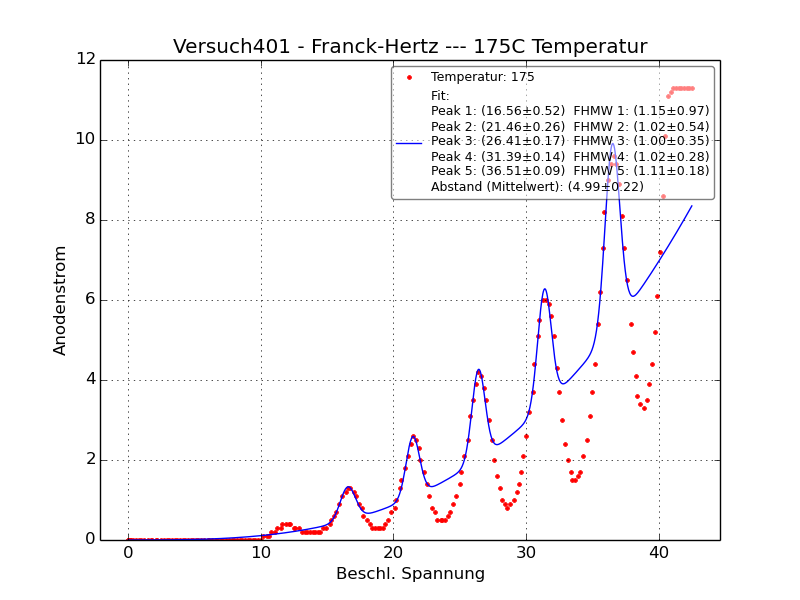 Versuch401 - Franck-Hertz --- 175C Temperatur
Temperatur: 175
Fit:
Peak 1: (16.56±0.52) FHMW 1: (1.15±0.97)
Peak 2: (21.46±0.26) FHMW 2: (1.02±0.54)
Peak 3: (26.41±0.17) FHMW 3: (1.00±0.35)
Peak 4: (31.39±0.14) FHMW 4: (1.02±0.28)
Peak 5: (36.51±0.09) FHMW 5: (1.11±0.18)
Abstand (Mittelwert): (4.99±0.22)
Anodenstrom
12
10
8
6
4
2
0
0 10 20 30 40
Beschl. Spannung